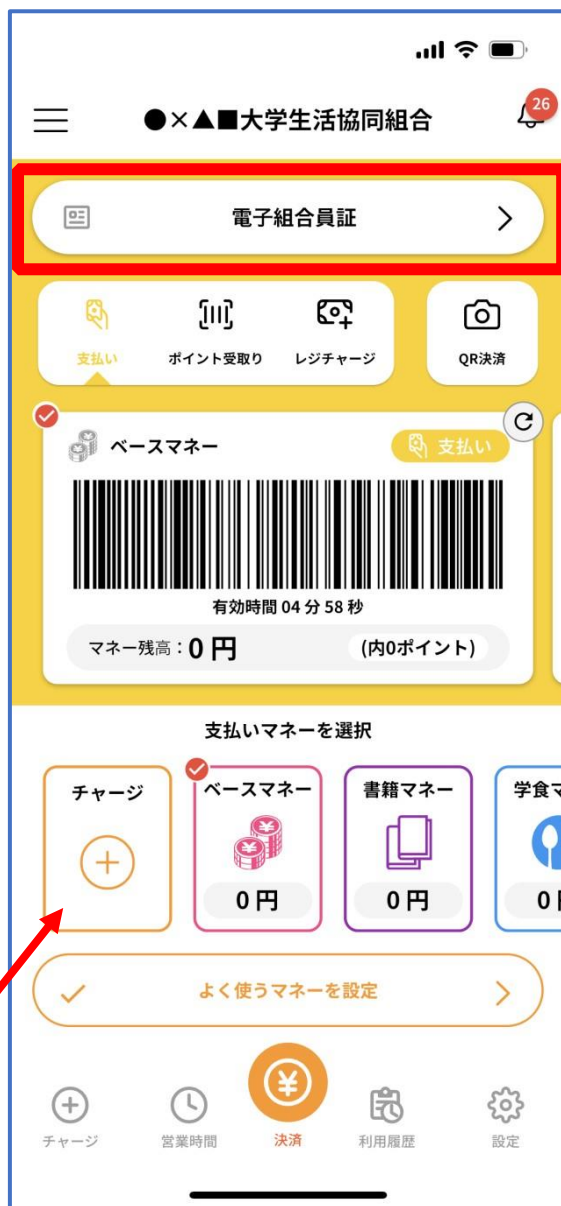 ●×▲■大学生活協同組合
26
電子組合員証
支払い
ポイント受取り
レジチャージ
QR決済
ベースマネー
支払い
有効時間 04 分 58 秒
マネー残高：0 円 (内0ポイント)
支払いマネーを選択
チャージ
ベースマネー
0 円
書籍マネー
0 円
学食マ
0
よく使うマネーを設定
チャージ
営業時間
決済
利用履歴
設定